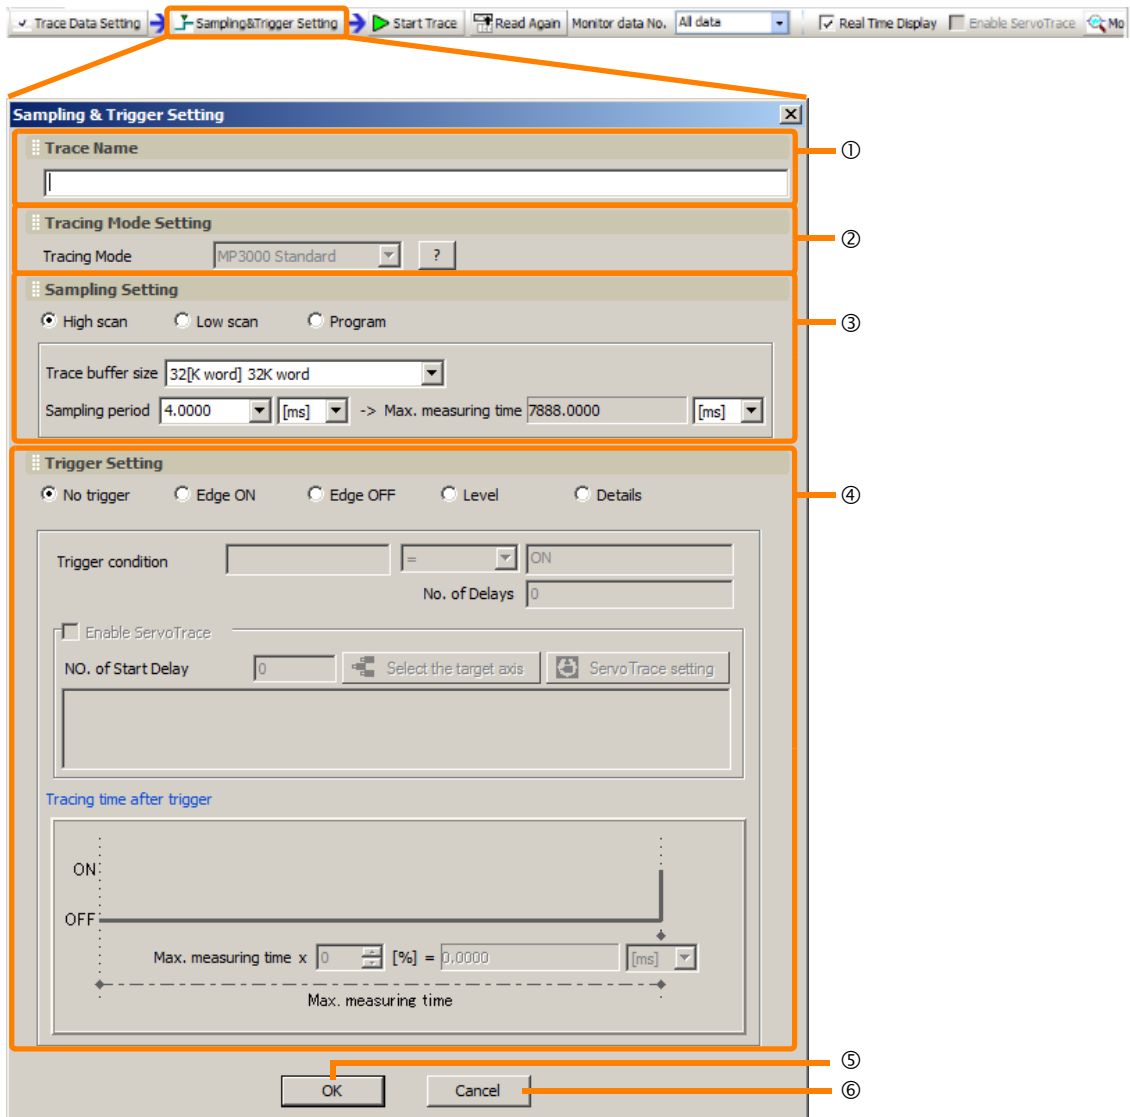 Trace Data Setting Sampling&Trigger Setting Start Trace Read Again Monitor data No. All data Real Time Display Enable ServoTrace Mo
Sampling & Trigger Setting
Trace Name
①
Tracing Mode Setting
②
Tracing Mode MP3000 Standard ?
Sampling Setting
High scan Low scan Program
③
Trace buffer size 32[K word] 32K word
Sampling period 4.0000 [ms] -> Max. measuring time 7888.0000 [ms]
Trigger Setting
No trigger Edge ON Edge OFF Level Details
④
Trigger condition = ON
No. of Delays 0
Enable ServoTrace
NO. of Start Delay 0 Select the target axis ServoTrace setting
Tracing time after trigger
ON
OFF
Max. measuring time x 0 [%] = 0.0000 [ms]
Max. measuring time
⑤
OK Cancel
⑥